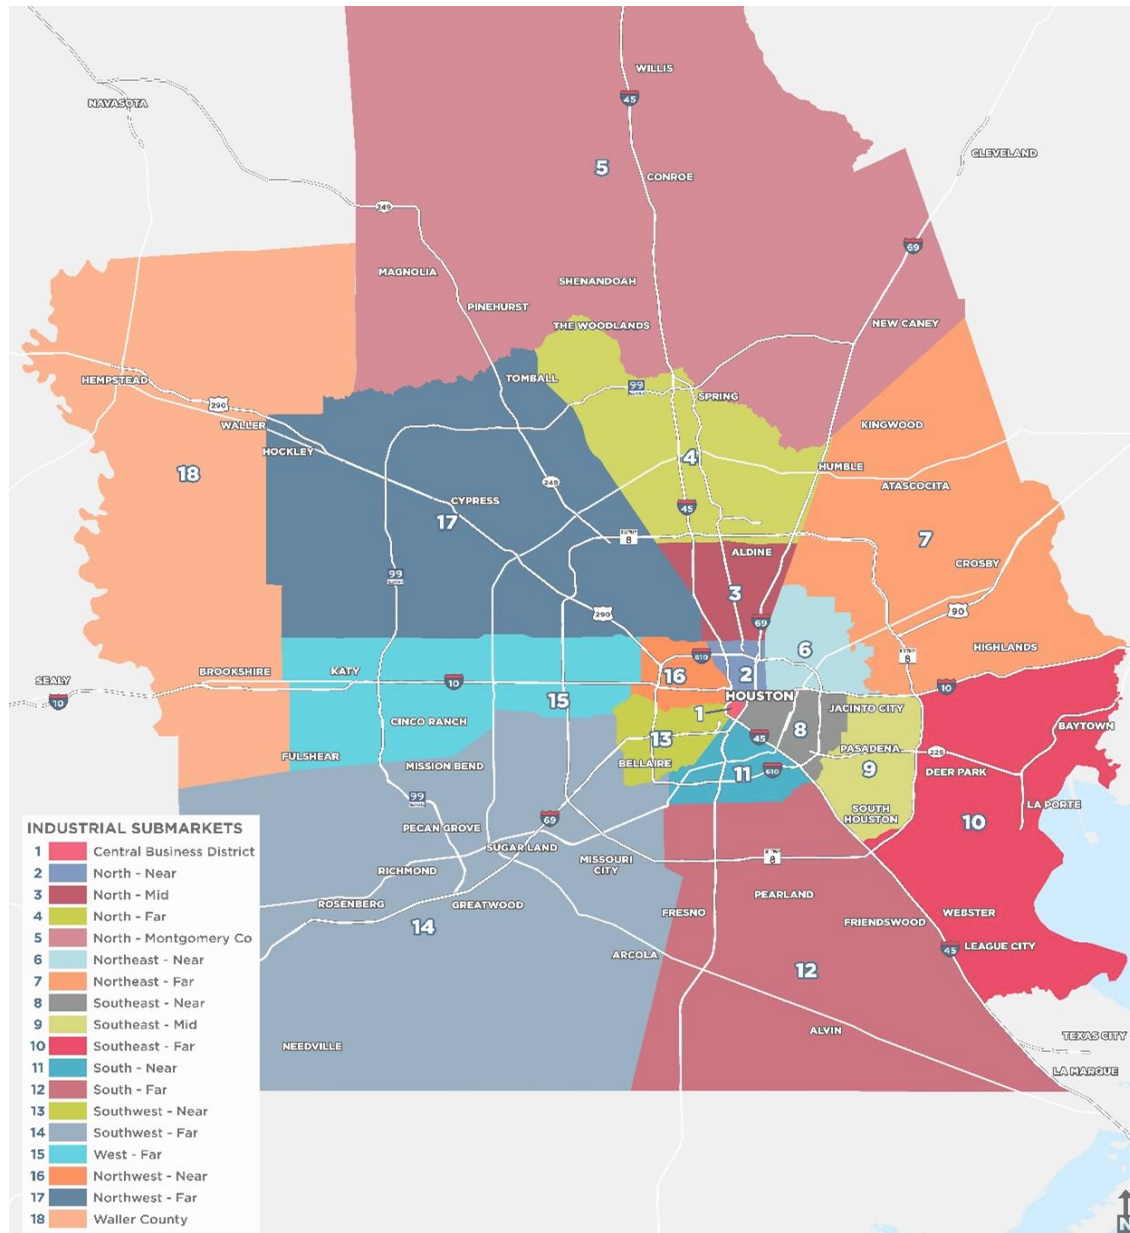 WILLIS
45
NAVASOTA
CLEVELAND
5
CONROE
249
69
MAGNOLIA
SHENANDOAH
PINEHURST
THE WOODLANDS
NEW CANEY
HEMPSTEAD
TOMBALL
99
SPRING
290
WALLER
KINGWOOD
HOCKLEY
4
HUMBLE
18
249
ATASCOCITA
CYPRESS
45
17
8
7
ALDINE
CROSBY
99
3
290
69
90
6
HIGHLANDS
610
8
BROOKSHIRE
KATY
16
2
SEALY
10
10
10
HOUSTON
15
1
JACINTO CITY
CINCO RANCH
BAYTOWN
8
13
45
PASADENA
225
FULSHEAR
MISSION BEND
BELLAIRE
11
610
9
DEER PARK
99
LA PORTE
69
SOUTH
HOUSTON
10
PECAN GROVE
SUGAR LAND
MISSOURI
CITY
8
RICHMOND
PEARLAND
ROSENBERG
GREATWOOD
FRESNO
WEBSTER
FRIENDSWOOD
14
45
LEAGUE CITY
ARCOLA
12
ALVIN
TEXAS CITY
NEEDVILLE
LA MARQUE
N
INDUSTRIAL SUBMARKETS
1 Central Business District
2 North - Near
3 North - Mid
4 North - Far
5 North - Montgomery Co
6 Northeast - Near
7 Northeast - Far
8 Southeast - Near
9 Southeast - Mid
10 Southeast - Far
11 South - Near
12 South - Far
13 Southwest - Near
14 Southwest - Far
15 West - Far
16 Northwest - Near
17 Northwest - Far
18 Waller County